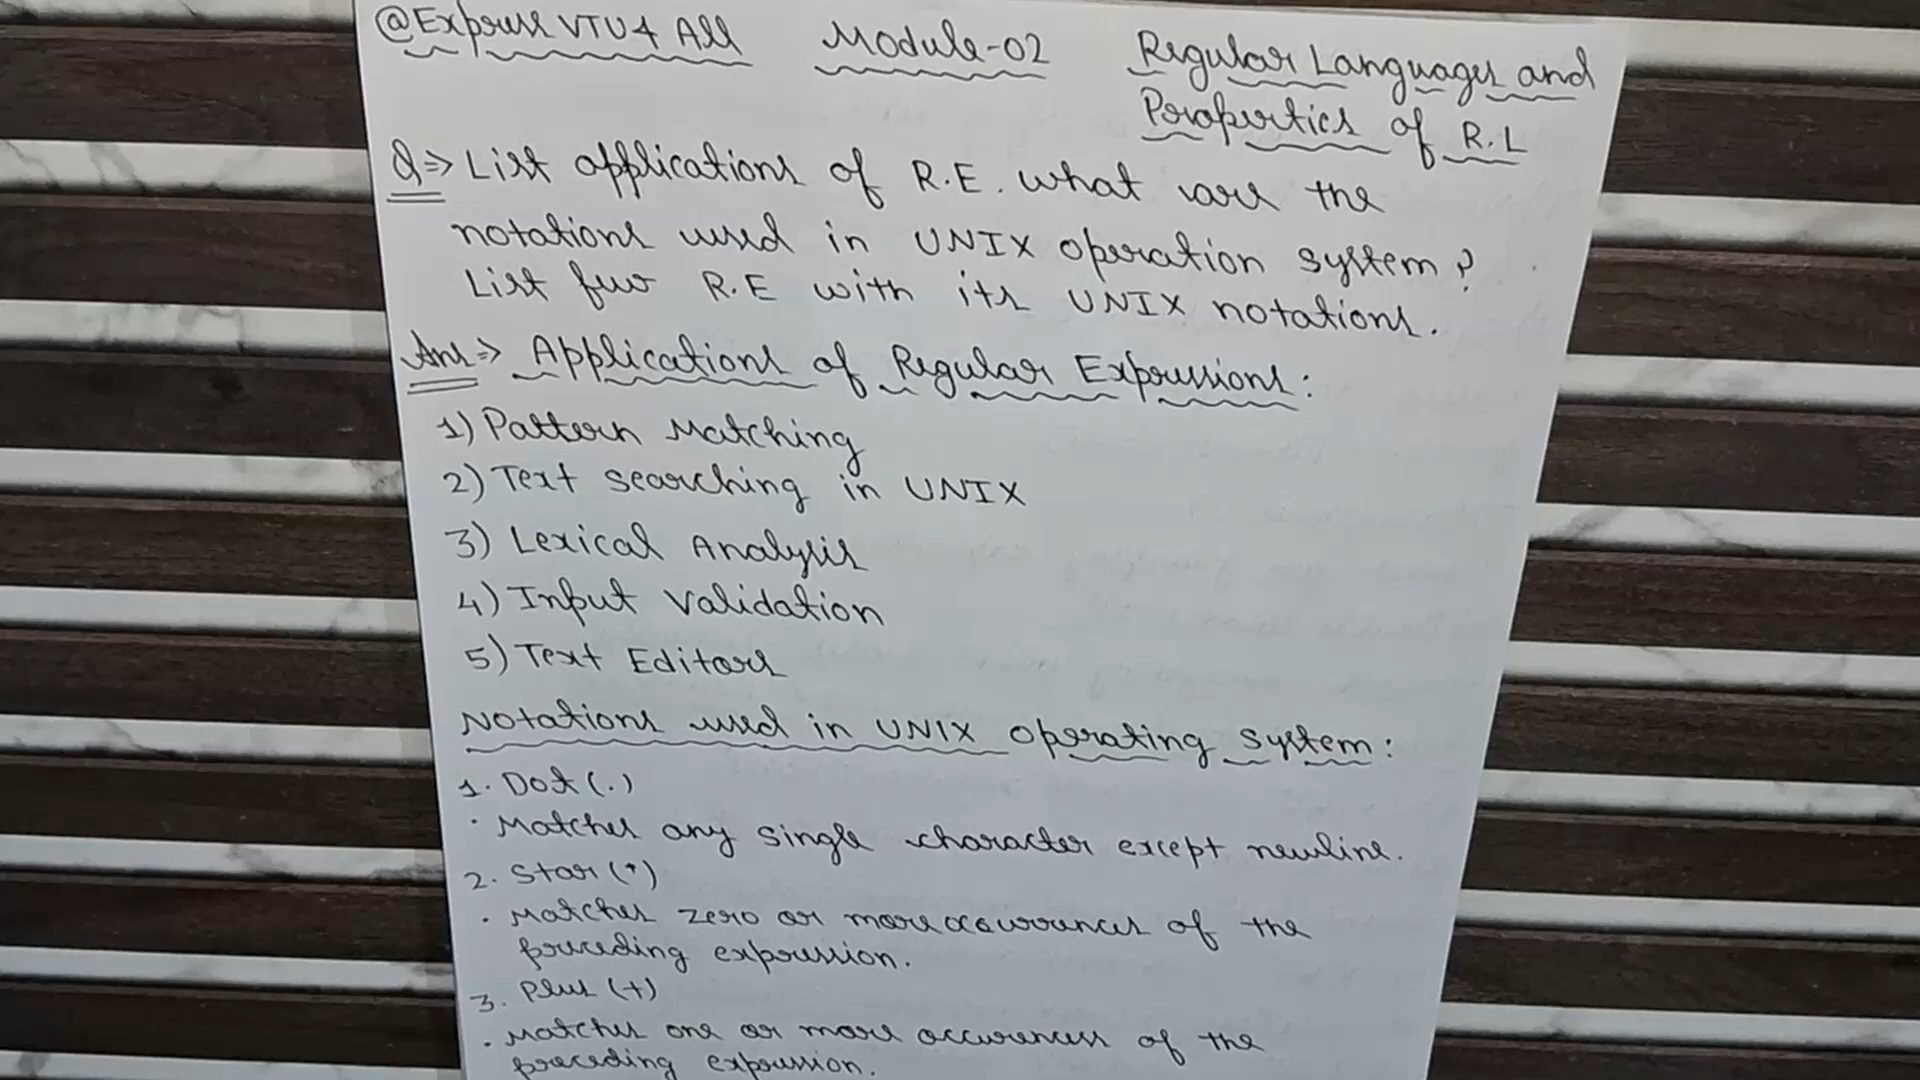 @Express VTU 4 All Module-02 Regular Languages and
Properties of R.L
Q⇒ List applications of R.E. what are the
notations used in UNIX operation system?
List few R.E with its UNIX notations.
Ans⇒ Applications of Regular Expressions:
1) Pattern Matching
2) Text searching in UNIX
3) Lexical Analysis
4) Input Validation
5) Text Editors
Notations used in UNIX operating system:
1. Dot (.)
• Matches any single character except newline.
2. Star (*)
• Matches zero or more occurrences of the
preceding expression.
3. Plus (+)
• Matches one or more occurences of the
preceding expression.